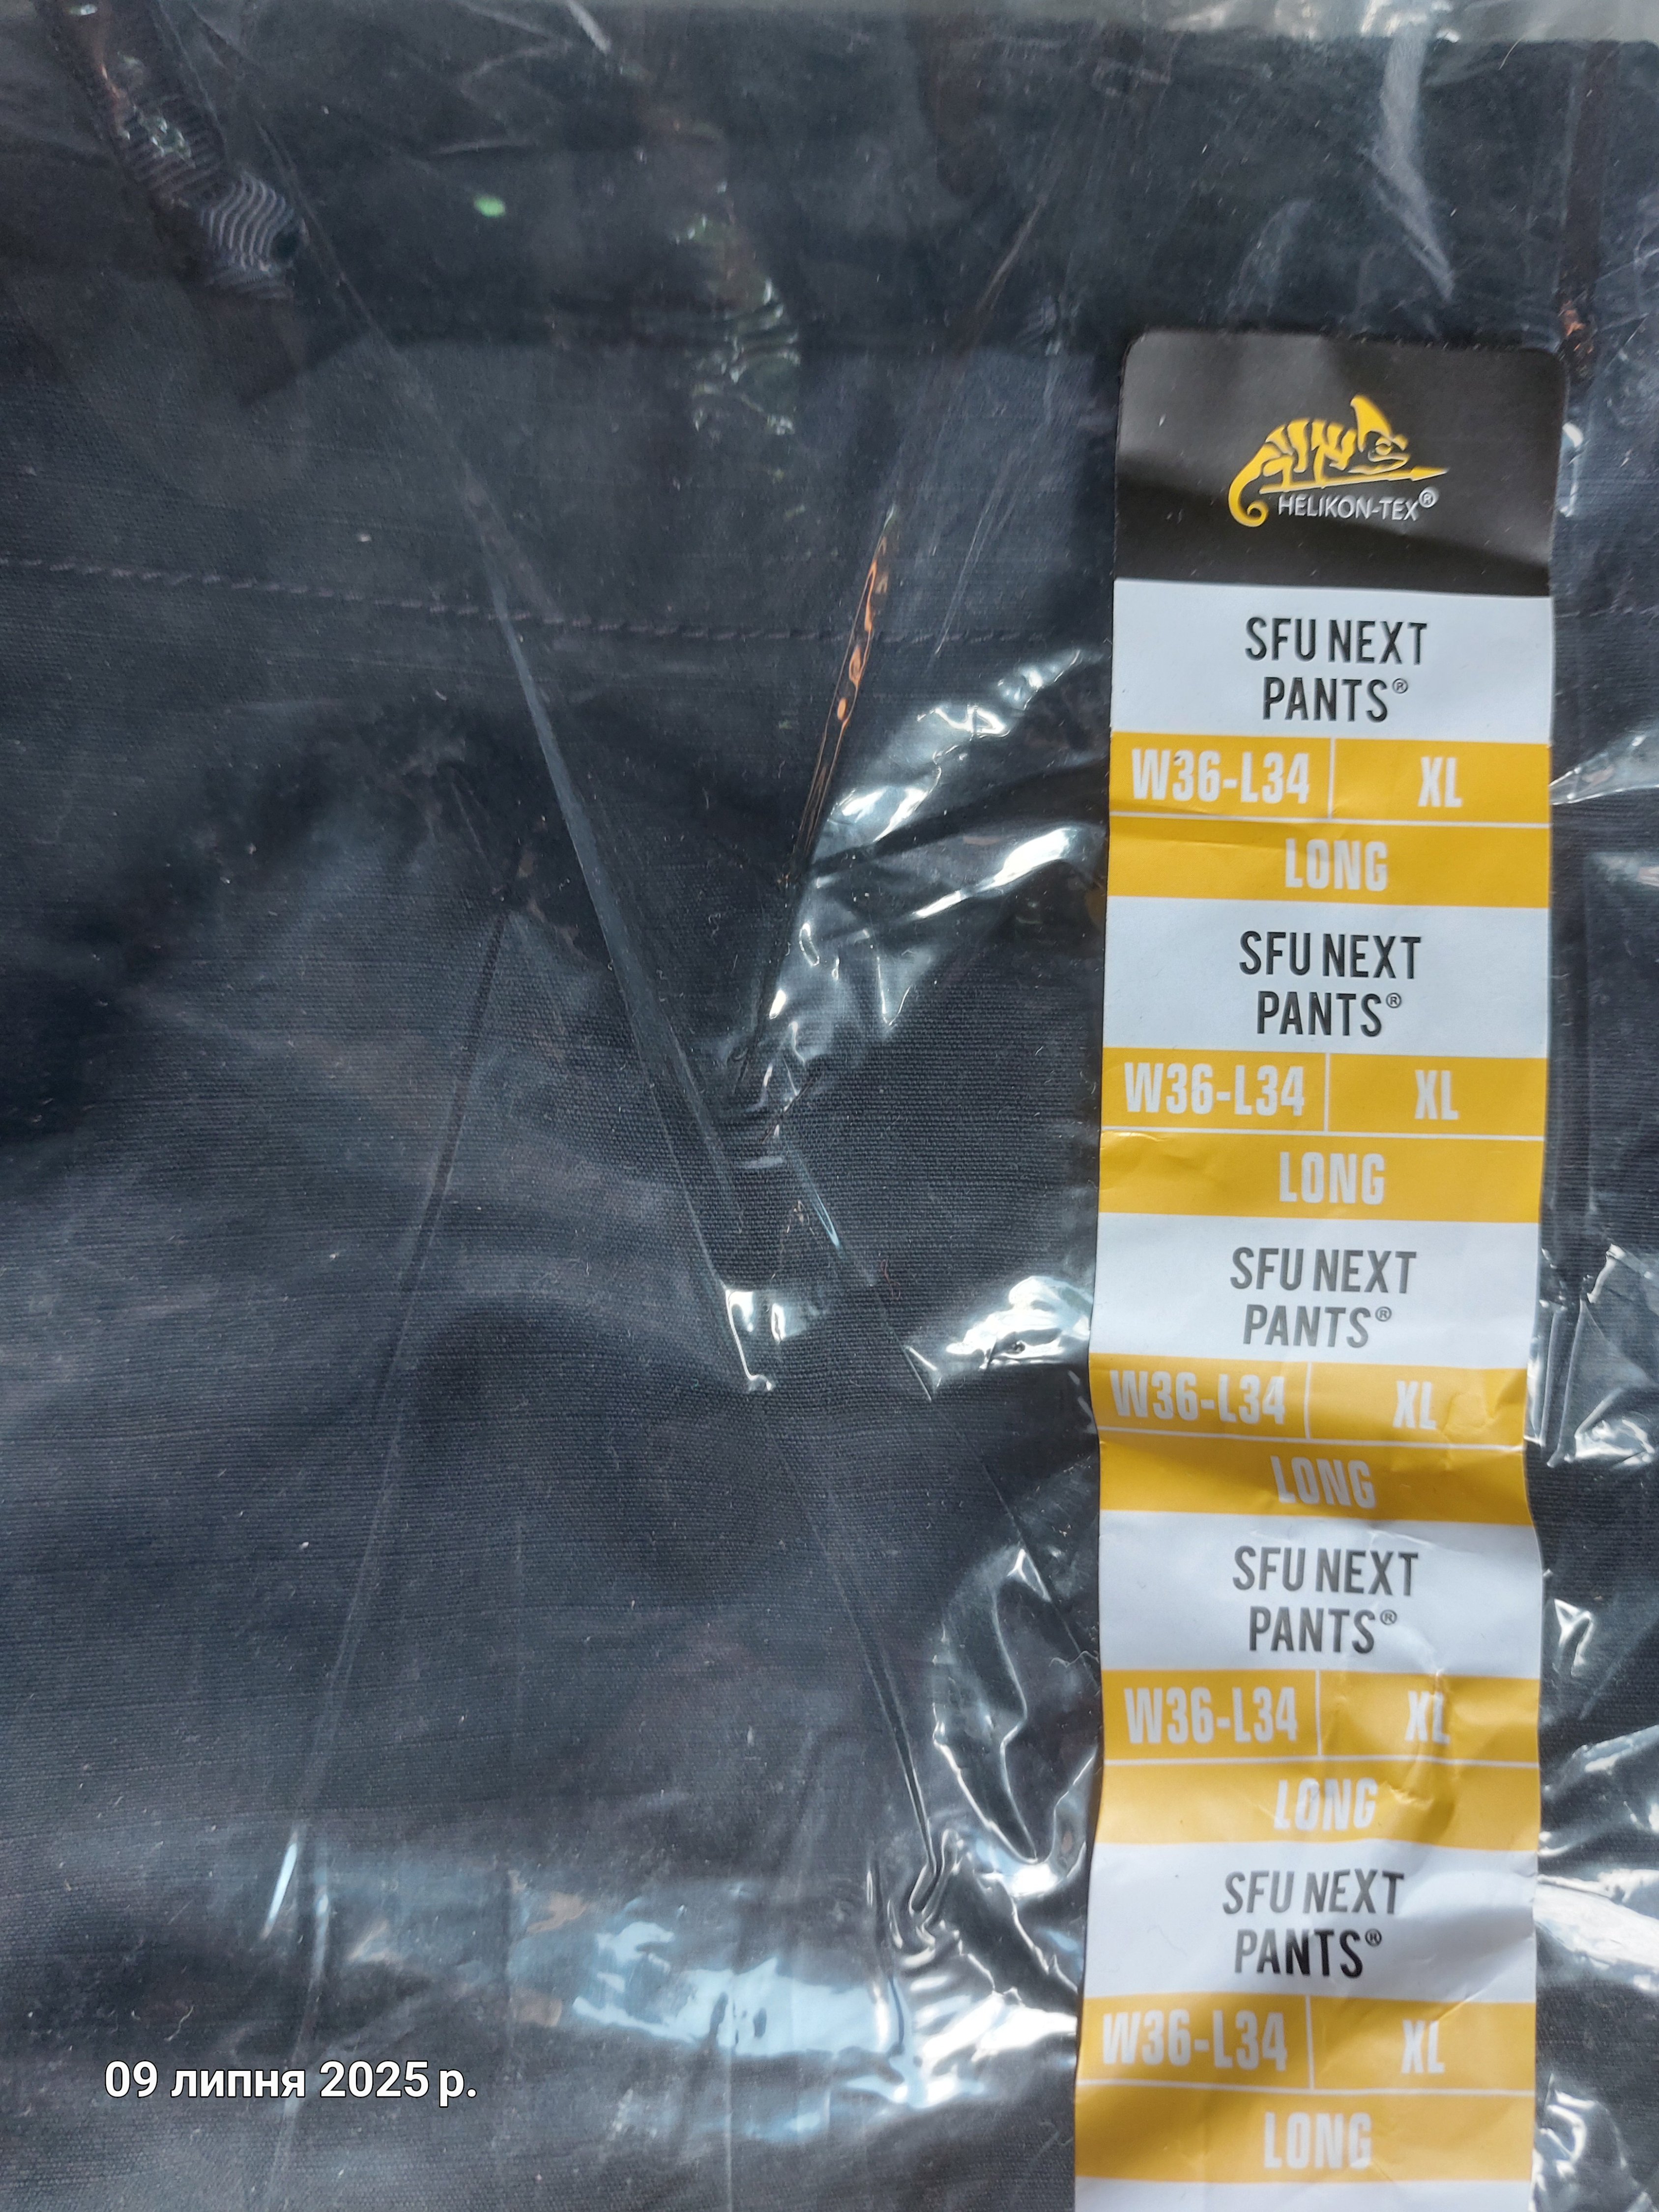 HELIKON-TEX®
SFU NEXT
PANTS®
W36-L34 XL
LONG
SFU NEXT
PANTS®
W36-L34 XL
LONG
SFU NEXT
PANTS®
W36-L34 XL
LONG
SFU NEXT
PANTS®
W36-L34 XL
LONG
SFU NEXT
PANTS®
W36-L34 XL
LONG
09 липня 2025 р.